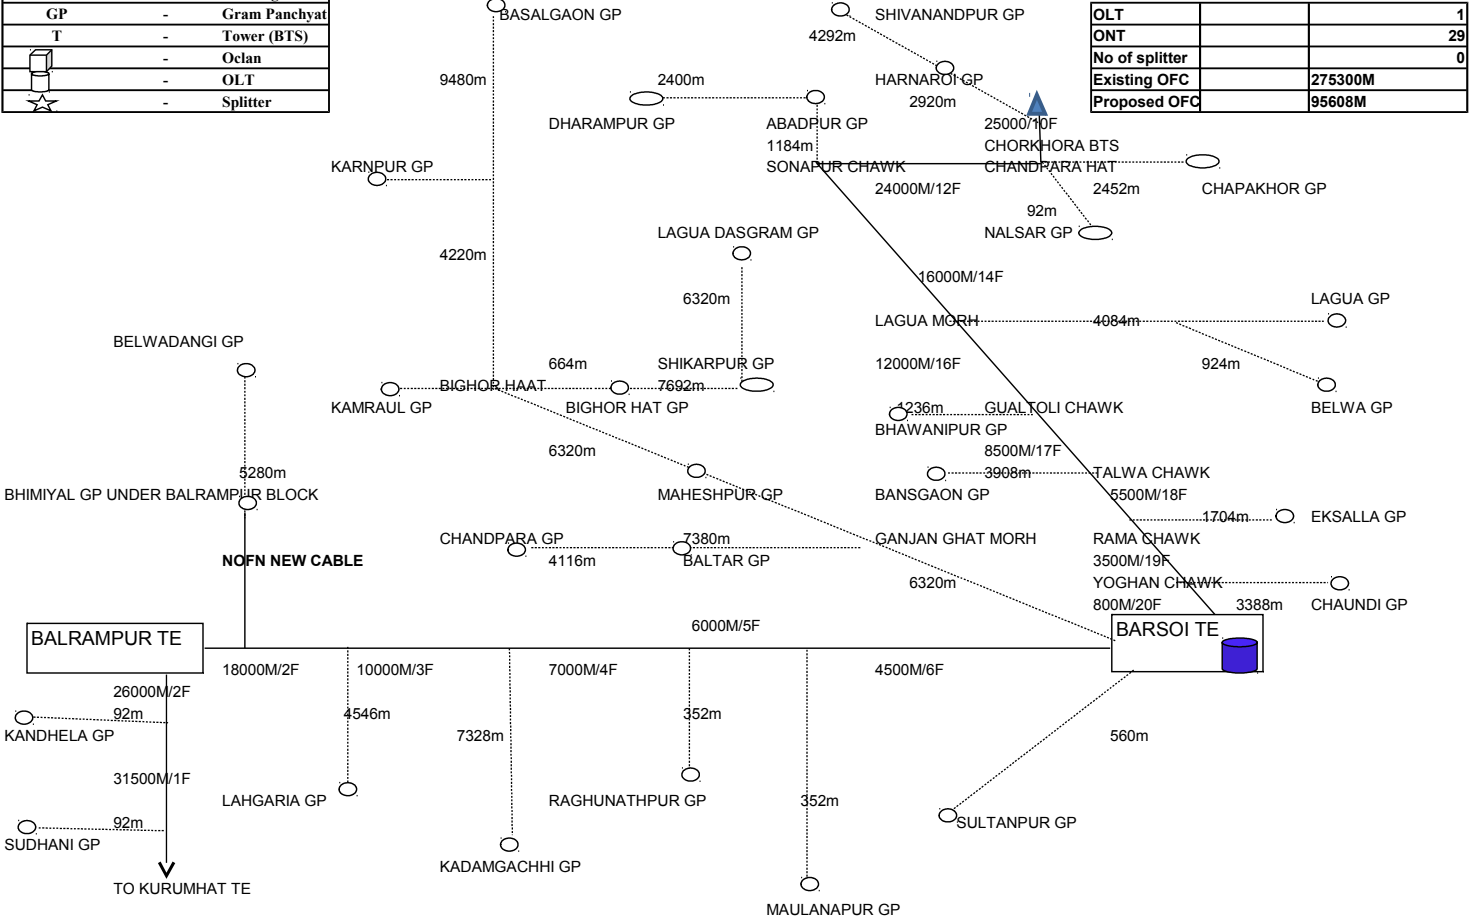 GP - Gram Panchyat
T - Tower (BTS)
- Oclan
- OLT
- Splitter
OLT 1
ONT 29
No of splitter 0
Existing OFC 275300M
Proposed OFC 95608M
BASALGAON GP
SHIVANANDPUR GP
4292m
9480m
2400m
HARNAROI GP
2920m
DHARAMPUR GP
ABADPUR GP
25000/10F
1184m
CHORKHORA BTS
KARNPUR GP
SONAPUR CHAWK
CHANDPARA HAT
24000M/12F
2452m
CHAPAKHOR GP
92m
LAGUA DASGRAM GP
NALSAR GP
4220m
16000M/14F
6320m
LAGUA GP
LAGUA MORH
4084m
BELWADANGI GP
664m
SHIKARPUR GP
12000M/16F
924m
BIGHOR HAAT
7692m
KAMRAUL GP
BIGHOR HAT GP
1236m
GUALTOLI CHAWK
BELWA GP
BHAWANIPUR GP
6320m
8500M/17F
5280m
3908m
TALWA CHAWK
BHIMIYAL GP UNDER BALRAMPUR BLOCK
MAHESHPUR GP
BANSGAON GP
5500M/18F
1704m
EKSALLA GP
CHANDPARA GP
7380m
GANJAN GHAT MORH
RAMA CHAWK
NOFN NEW CABLE
4116m
BALTAR GP
3500M/19F
6320m
YOGHAN CHAWK
800M/20F
3388m
CHAUNDI GP
6000M/5F
BALRAMPUR TE
BARSOI TE
18000M/2F
10000M/3F
7000M/4F
4500M/6F
26000M/2F
92m
4546m
352m
KANDHELA GP
7328m
560m
31500M/1F
LAHGARIA GP
RAGHUNATHPUR GP
352m
92m
SULTANPUR GP
SUDHANI GP
KADAMGACHHI GP
TO KURUMHAT TE
MAULANAPUR GP